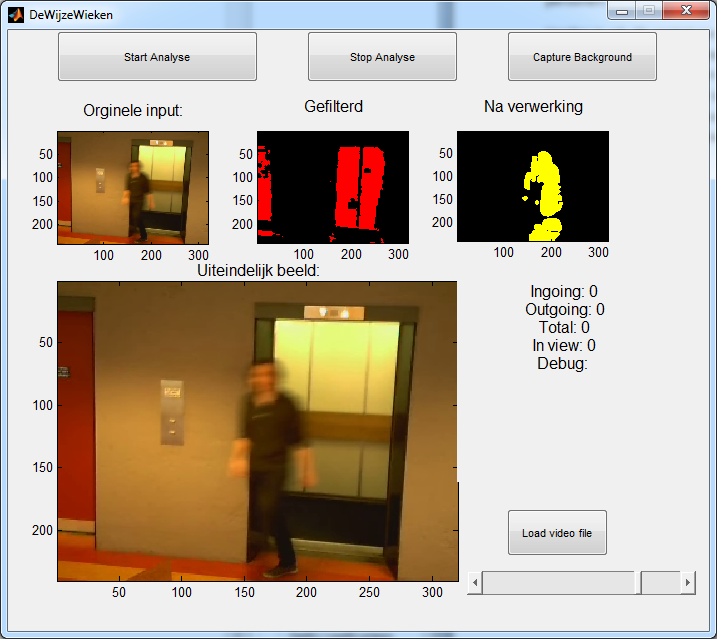 DeWijzeWieken
Start Analyse
Stop Analyse
Capture Background
Orginele input:
Gefilterd
Na verwerking
50
100
150
200
100 200 300
50
100
150
200
100 200 300
50
100
150
200
100 200 300
Uiteindelijk beeld:
50
100
150
200
50 100 150 200 250 300
Ingoing: 0
Outgoing: 0
Total: 0
In view: 0
Debug:
Load video file